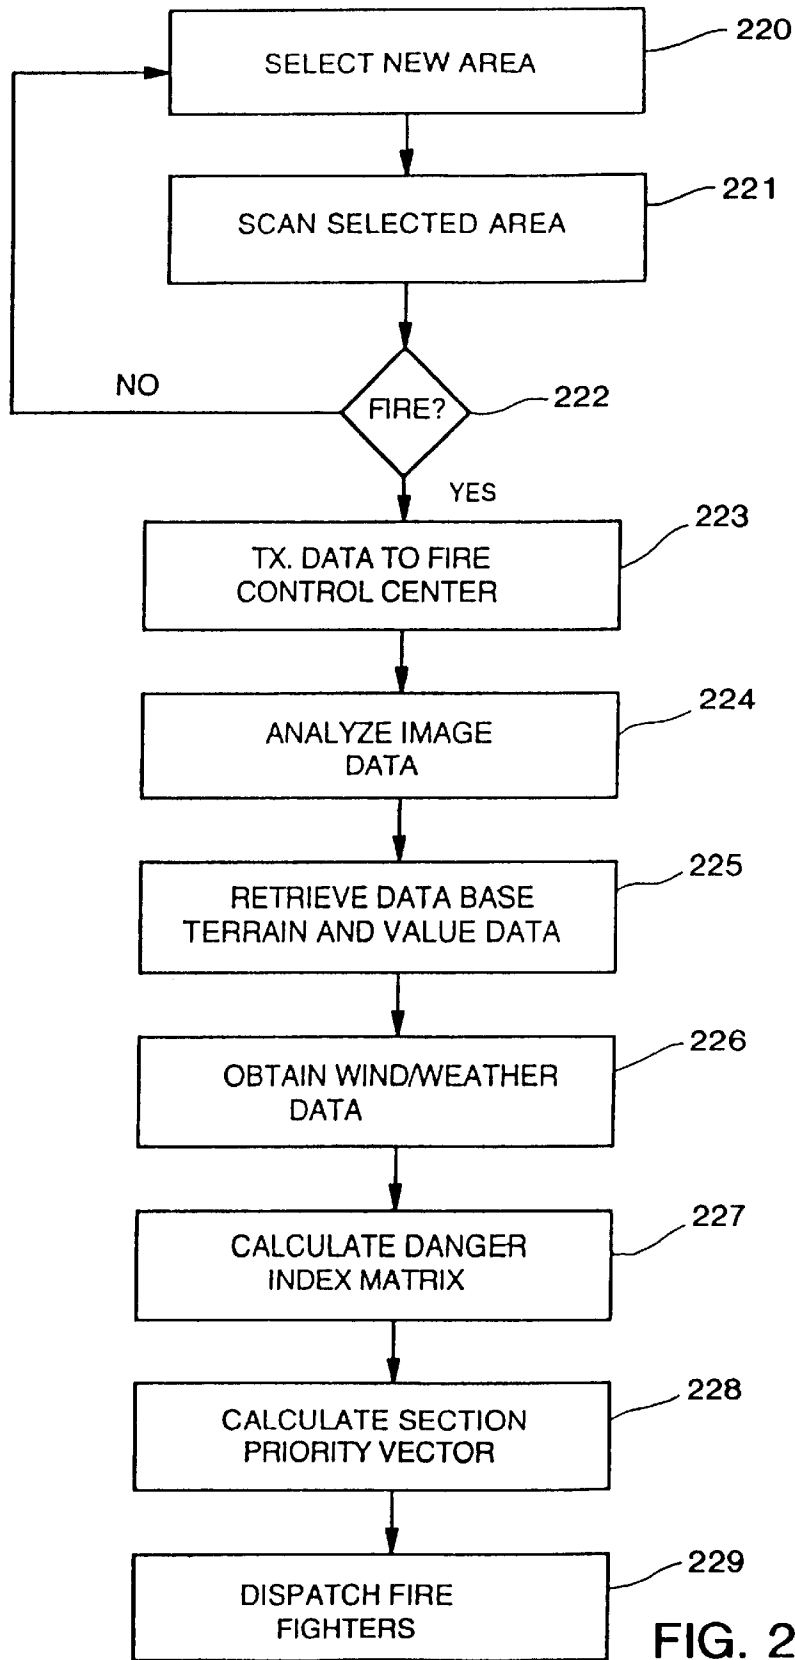 220
SELECT NEW AREA
221
SCAN SELECTED AREA
NO
FIRE?
222
YES
223
TX. DATA TO FIRE
CONTROL CENTER
224
ANALYZE IMAGE
DATA
225
RETRIEVE DATA BASE
TERRAIN AND VALUE DATA
226
OBTAIN WIND/WEATHER
DATA
227
CALCULATE DANGER
INDEX MATRIX
228
CALCULATE SECTION
PRIORITY VECTOR
229
DISPATCH FIRE
FIGHTERS
FIG. 2